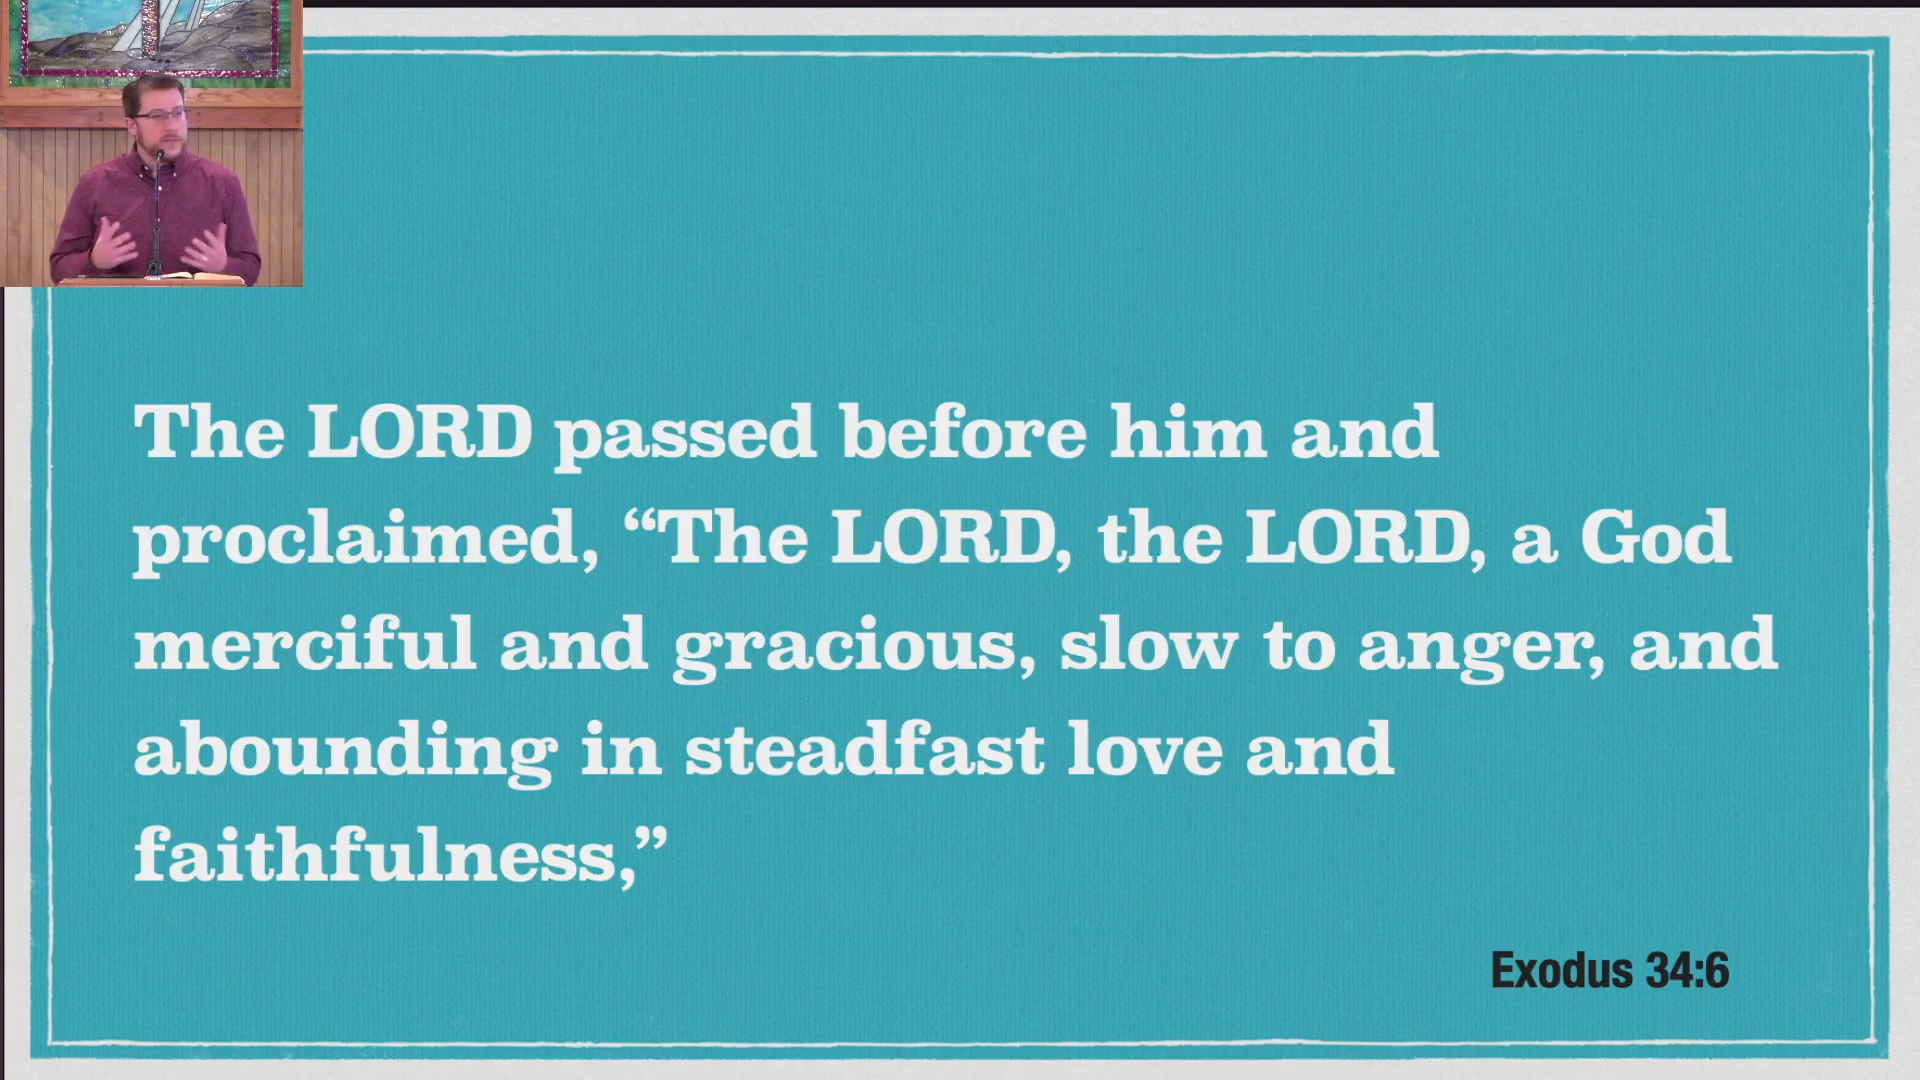 The LORD passed before him and
proclaimed, “The LORD, the LORD, a God
merciful and gracious, slow to anger, and
abounding in steadfast love and
faithfulness,”
Exodus 34:6